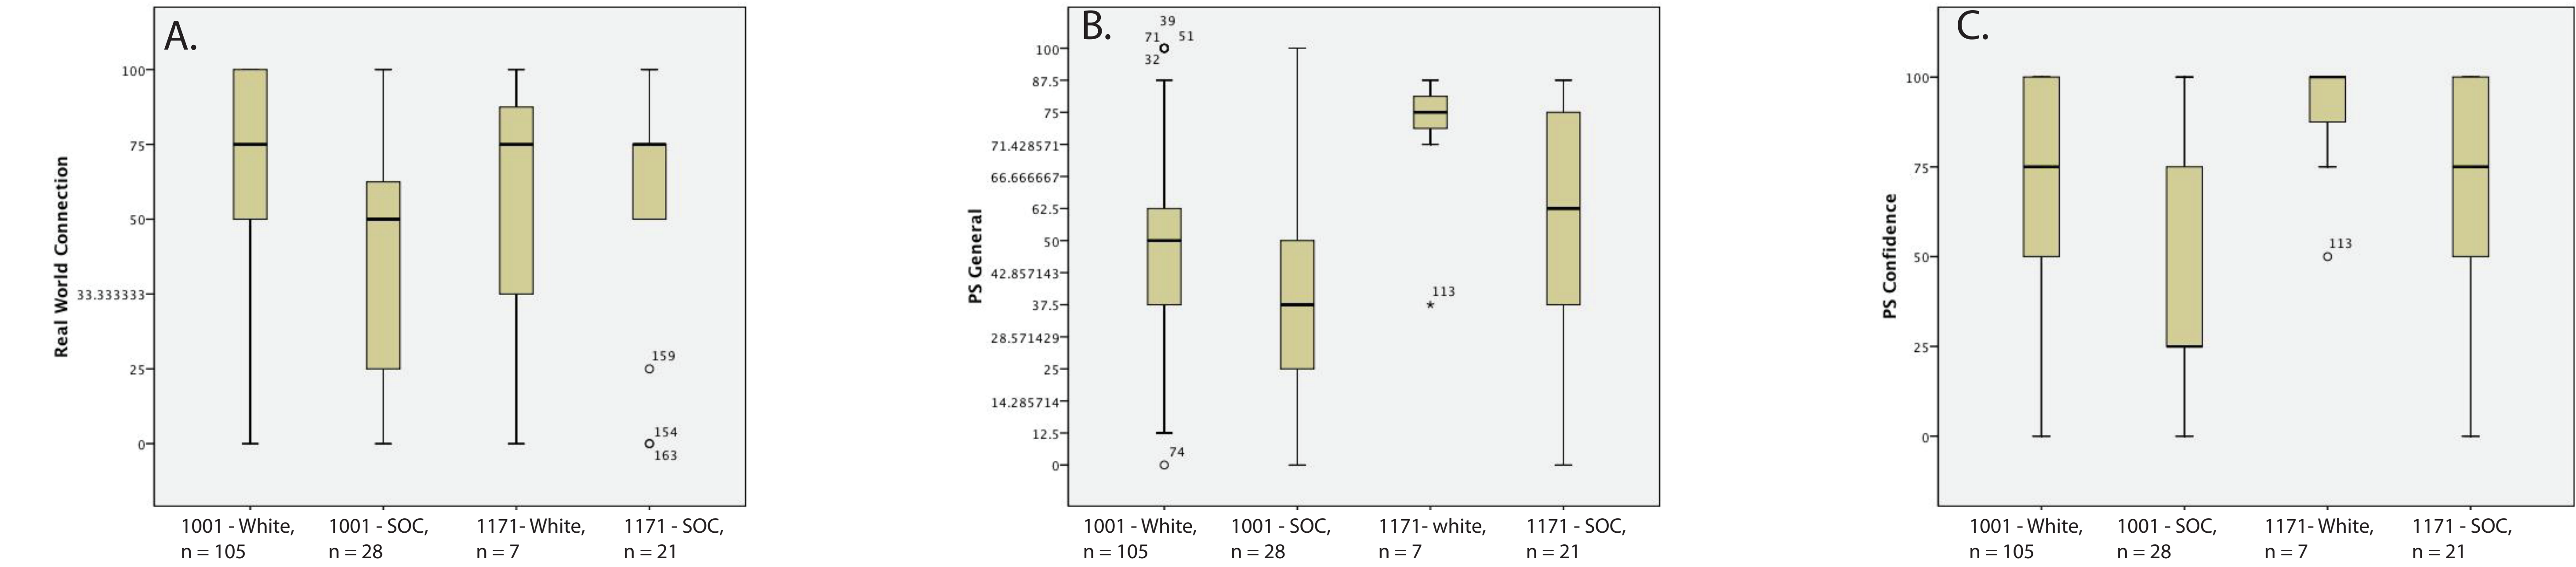 A.
Real World Connection
100
75
50
33.333333
25
0
159
154
163
1001 - White,
n = 105
1001 - SOC,
n = 28
1171- White,
n = 7
1171 - SOC,
n = 21
B.
PS General
100
87.5
75
71.428571
66.666667
62.5
50
42.857143
37.5
28.571429
25
14.285714
12.5
0
39
71 51
32
74
113
1001 - White,
n = 105
1001 - SOC,
n = 28
1171- white,
n = 7
1171 - SOC,
n = 21
C.
PS Confidence
100
75
50
25
0
113
1001 - White,
n = 105
1001 - SOC,
n = 28
1171- White,
n = 7
1171 - SOC,
n = 21